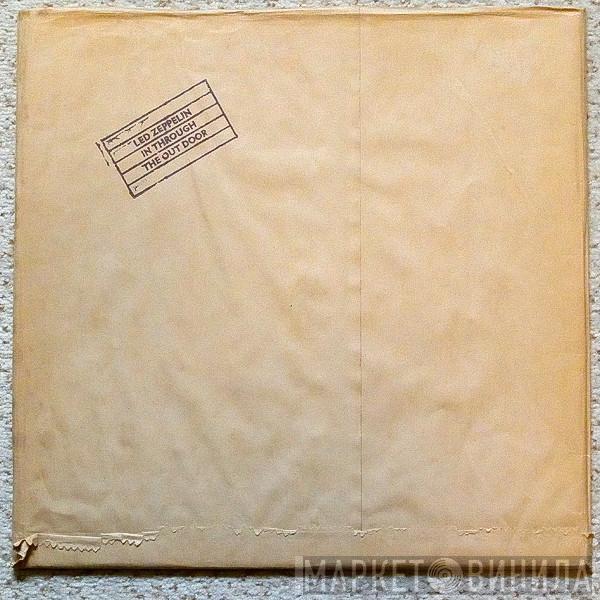 LED ZEPPELIN
IN THROUGH
THE OUT DOOR
МАРКЕТ ВИНИЛА